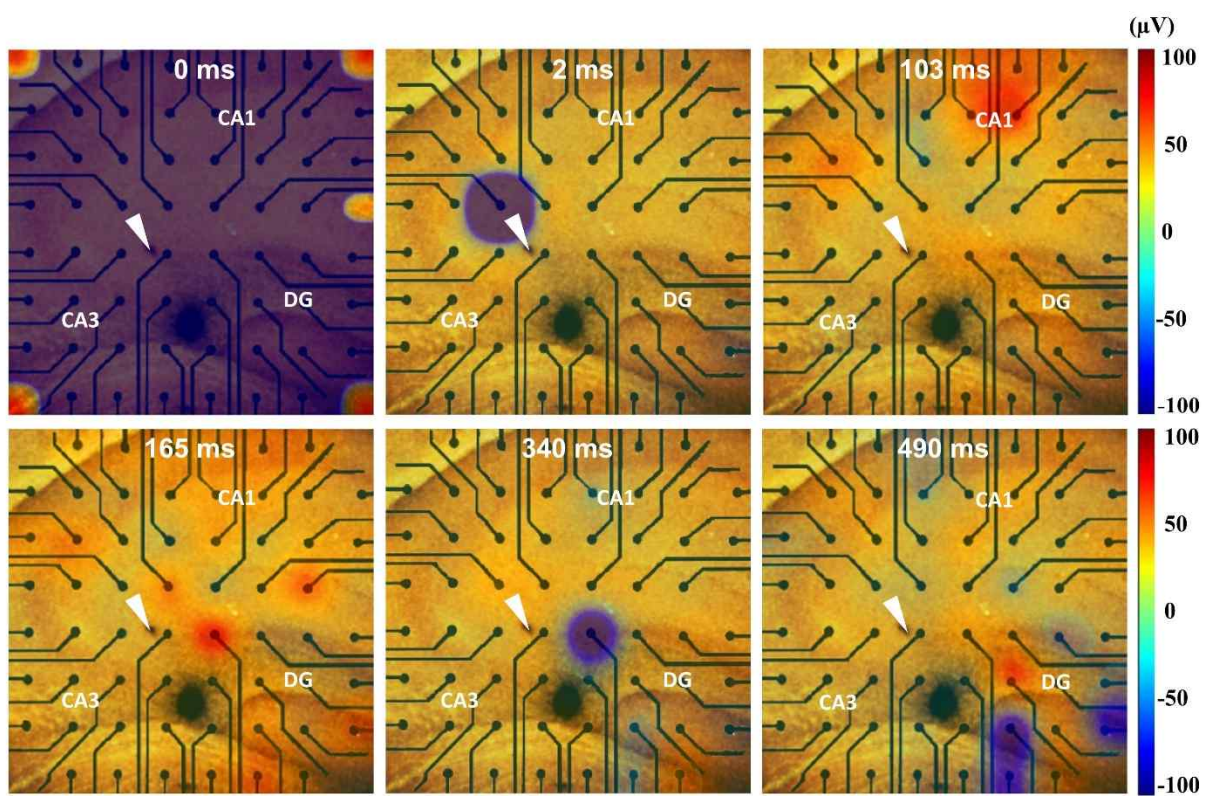 (μV)
0 ms
2 ms
103 ms
100
CA1
CA1
CA1
50
0
DG
DG
DG
CA3
CA3
CA3
-50
-100
165 ms
340 ms
490 ms
100
CA1
CA1
CA1
50
0
DG
DG
DG
CA3
CA3
CA3
-50
-100